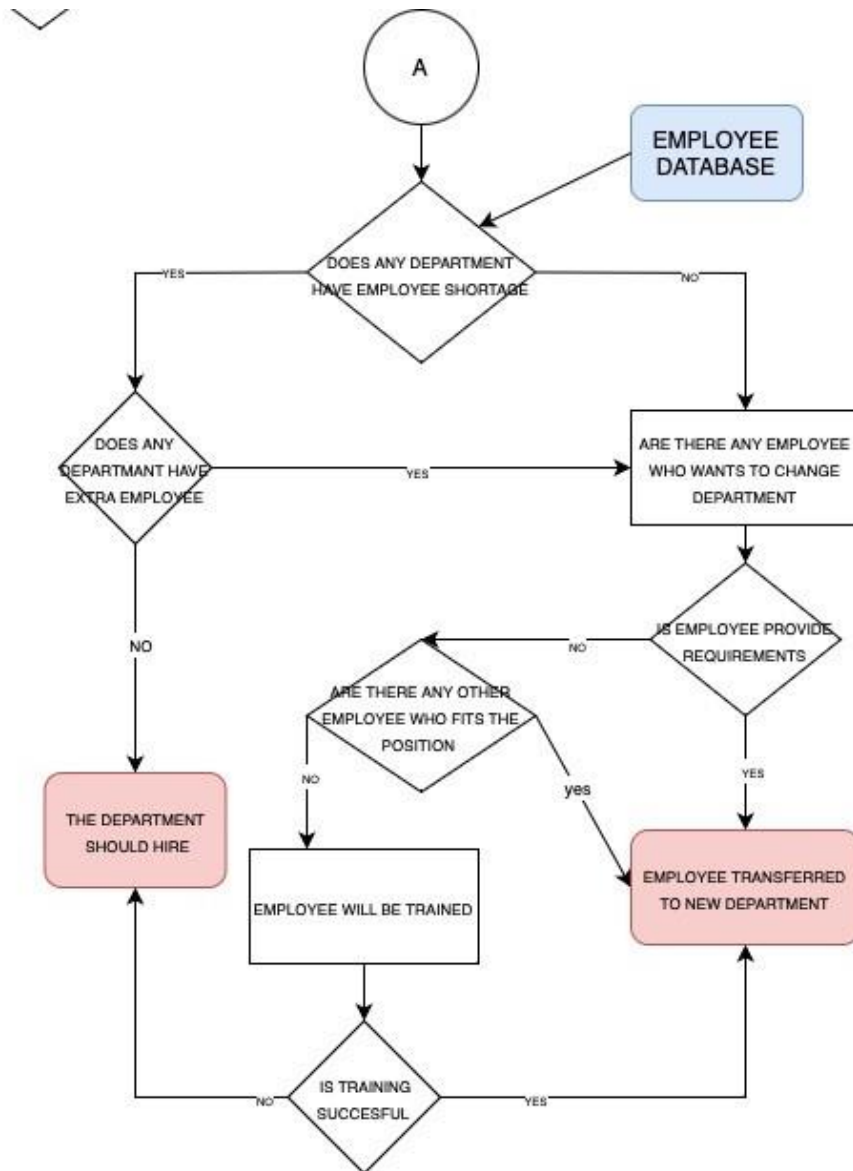 A
EMPLOYEE
DATABASE
DOES ANY DEPARTMENT
HAVE EMPLOYEE SHORTAGE
YES
NO
DOES ANY
DEPARTMANT HAVE
EXTRA EMPLOYEE
YES
ARE THERE ANY EMPLOYEE
WHO WANTS TO CHANGE
DEPARTMENT
NO
IS EMPLOYEE PROVIDE
REQUIREMENTS
NO
ARE THERE ANY OTHER
EMPLOYEE WHO FITS THE
POSITION
NO
yes
YES
THE DEPARTMENT
SHOULD HIRE
EMPLOYEE WILL BE TRAINED
EMPLOYEE TRANSFERRED
TO NEW DEPARTMENT
IS TRAINING
SUCCESFUL
NO
YES